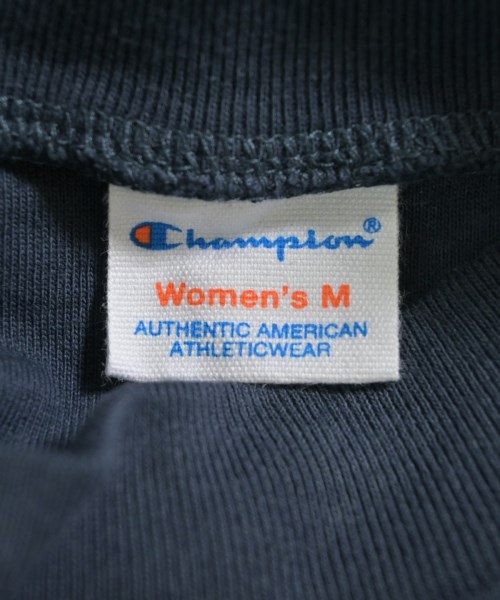 Champion®
Women's M
AUTHENTIC AMERICAN
ATHLETICWEAR